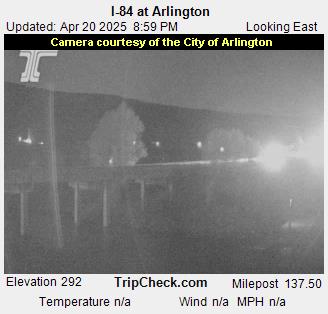 I-84 at Arlington
Updated: Apr 20 2025 8:59 PM Looking East
Camera courtesy of the City of Arlington
Elevation 292 TripCheck.com Milepost 137.50
Temperature n/a Wind n/a MPH n/a